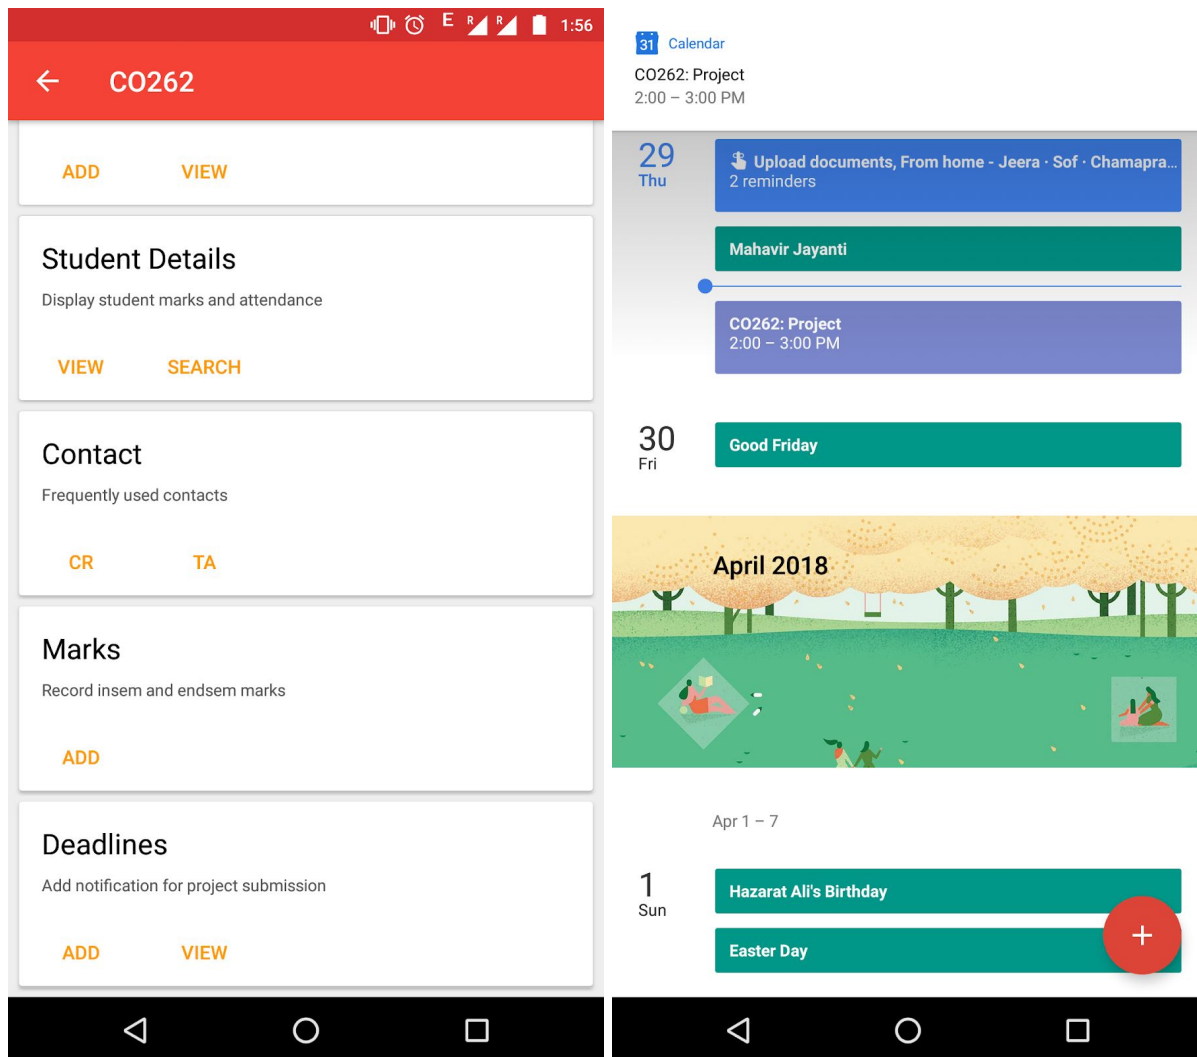 E R R 1:56
CO262
ADD VIEW
Student Details
Display student marks and attendance
VIEW SEARCH
Contact
Frequently used contacts
CR TA
Marks
Record insem and endsem marks
ADD
Deadlines
Add notification for project submission
ADD VIEW
31 Calendar
CO262: Project
2:00 – 3:00 PM
29
Thu
Upload documents, From home - Jeera · Sof · Chamapra…
2 reminders
Mahavir Jayanti
CO262: Project
2:00 – 3:00 PM
30
Fri
Good Friday
April 2018
Apr 1 – 7
1
Sun
Hazarat Ali's Birthday
Easter Day